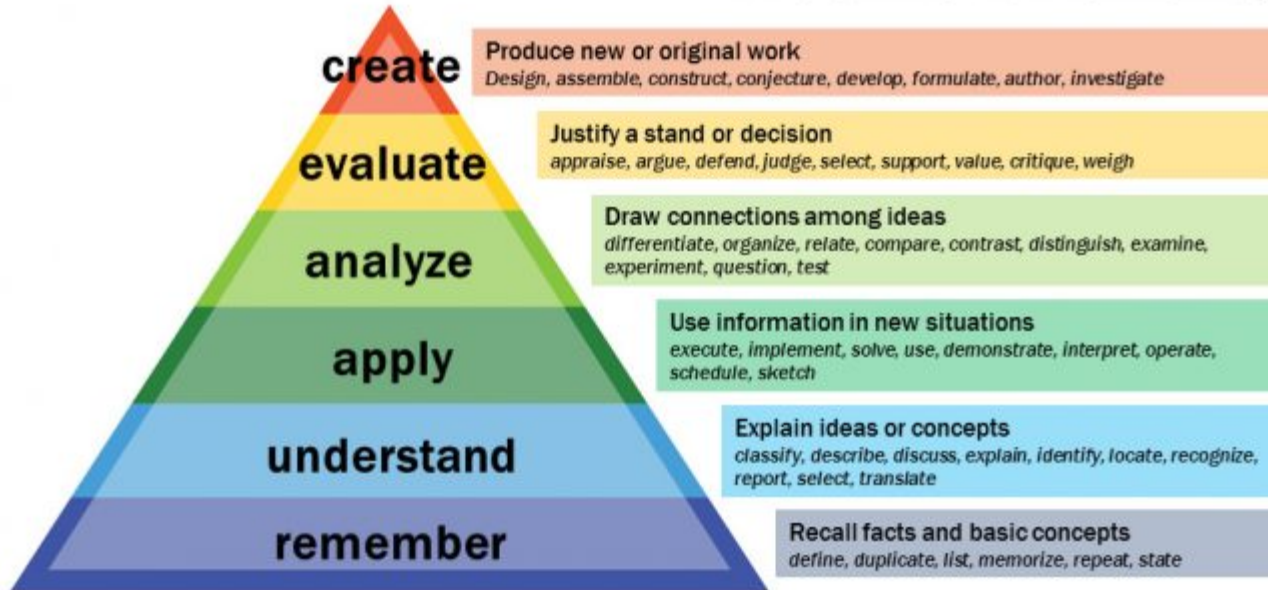 create
Produce new or original work
Design, assemble, construct, conjecture, develop, formulate, author, investigate
evaluate
Justify a stand or decision
appraise, argue, defend, judge, select, support, value, critique, weigh
analyze
Draw connections among ideas
differentiate, organize, relate, compare, contrast, distinguish, examine,
experiment, question, test
apply
Use information in new situations
execute, implement, solve, use, demonstrate, interpret, operate,
schedule, sketch
understand
Explain ideas or concepts
classify, describe, discuss, explain, identify, locate, recognize,
report, select, translate
remember
Recall facts and basic concepts
define, duplicate, list, memorize, repeat, state